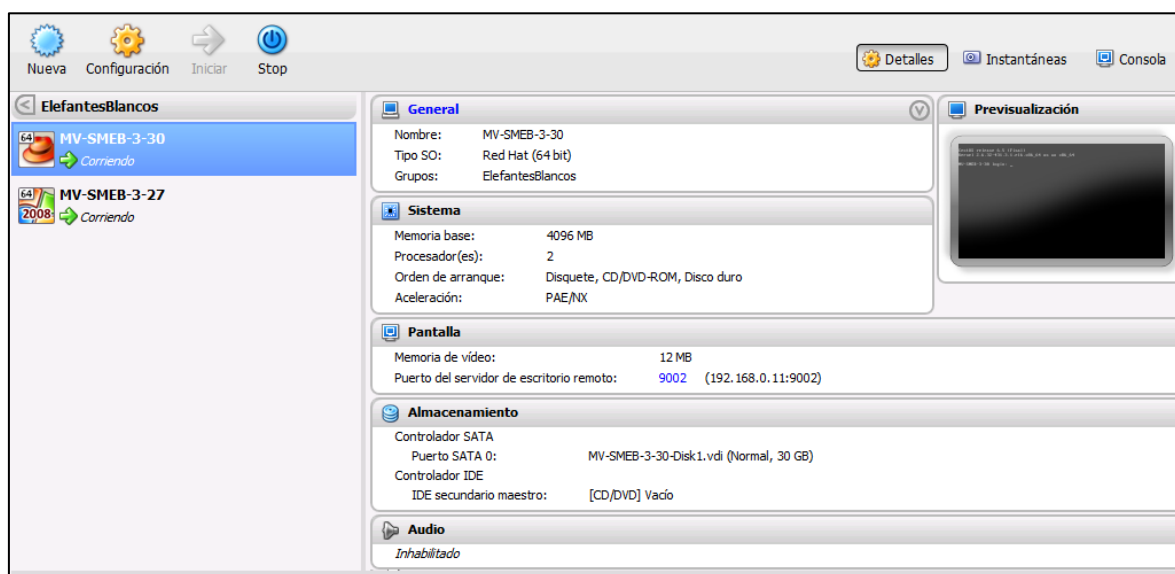 Nueva Configuración Iniciar Stop
Detalles Instantáneas Consola
ElefantesBlancos
64 MV-SMEB-3-30
Corriendo
64 2008 MV-SMEB-3-27
Corriendo
General
Nombre: MV-SMEB-3-30
Tipo SO: Red Hat (64 bit)
Grupos: ElefantesBlancos
Sistema
Memoria base: 4096 MB
Procesador(es): 2
Orden de arranque: Disquete, CD/DVD-ROM, Disco duro
Aceleración: PAE/NX
Pantalla
Memoria de vídeo: 12 MB
Puerto del servidor de escritorio remoto: 9002 (192.168.0.11:9002)
Almacenamiento
Controlador SATA
Puerto SATA 0: MV-SMEB-3-30-Disk1.vdi (Normal, 30 GB)
Controlador IDE
IDE secundario maestro: [CD/DVD] Vacío
Audio
Inhabilitado
Previsualización